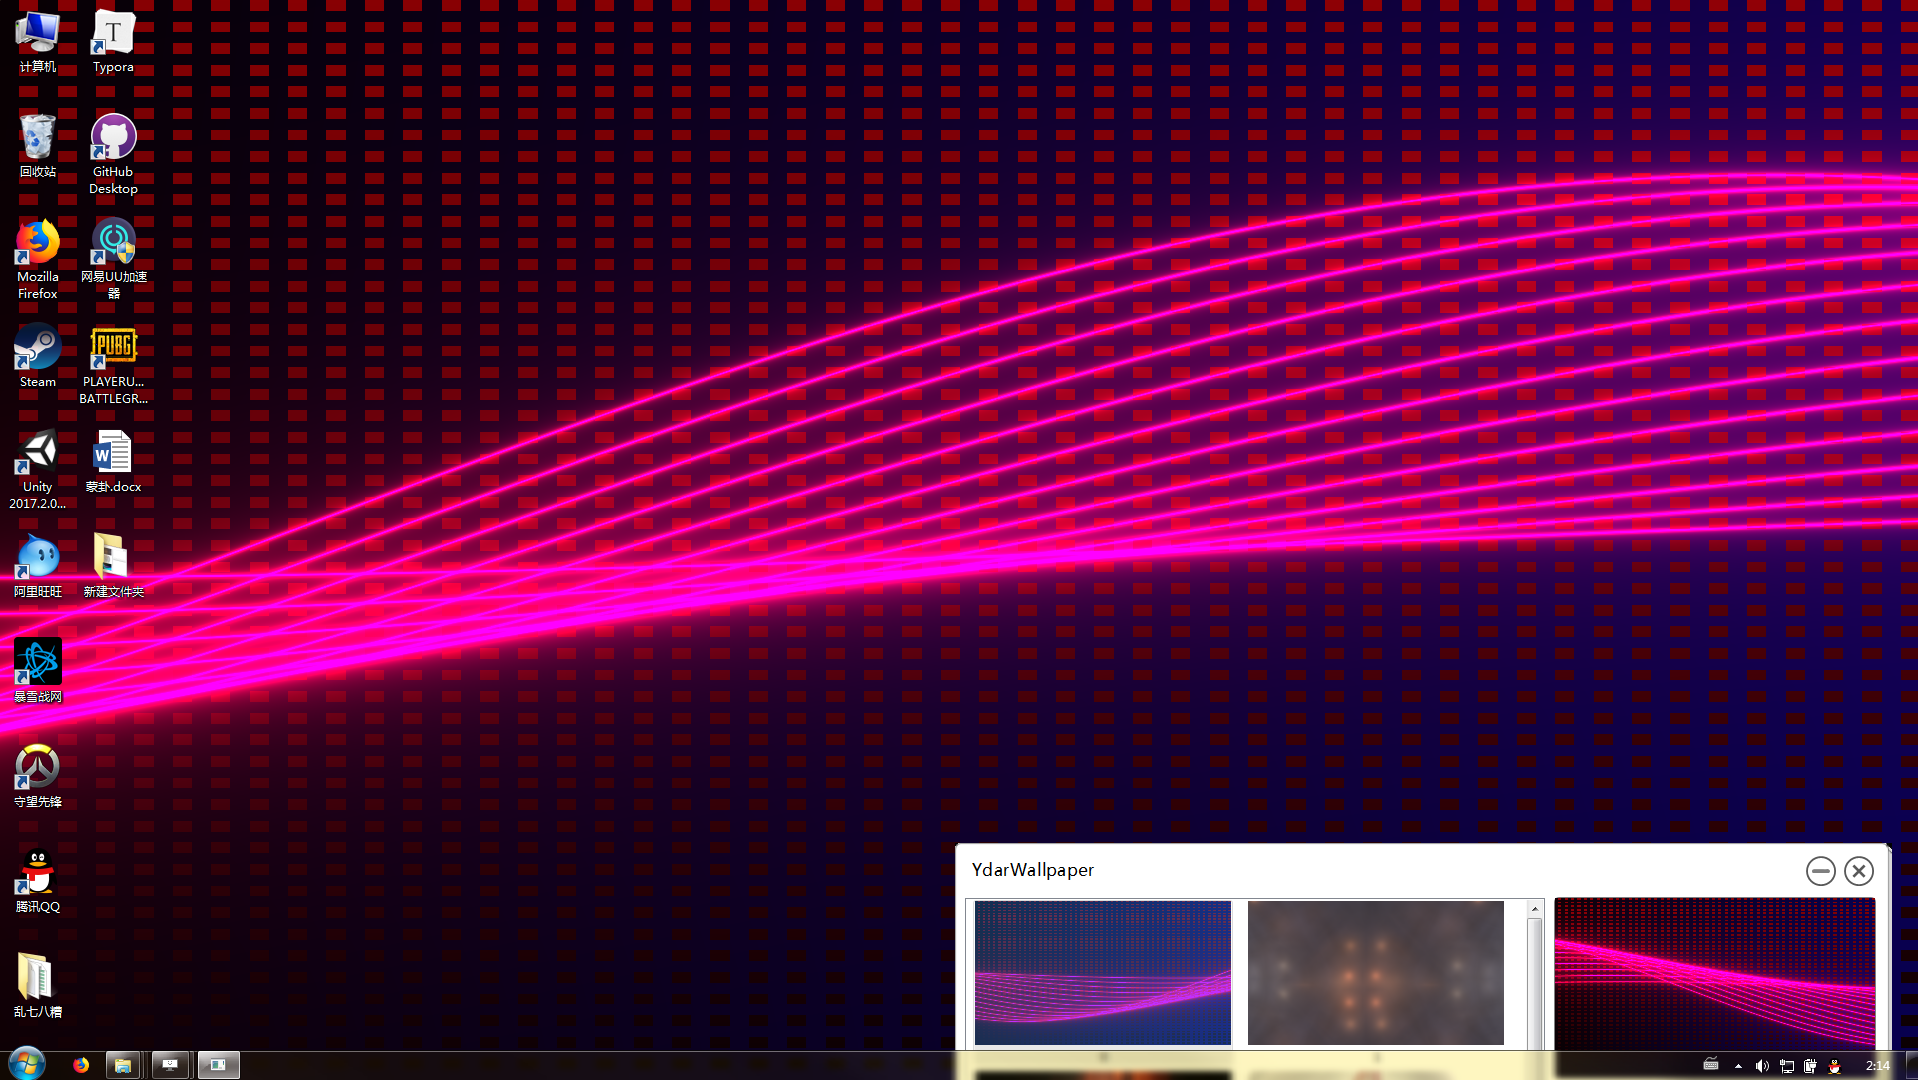 计算机
Typora
回收站
GitHub
Desktop
Mozilla
Firefox
网易UU加速
器
Steam
PUBG
PLAYERU...
BATTLEGR...
Unity
2017.2.0...
W
蒙卦.docx
阿里旺旺
新建文件夹
暴雪战网
守望先锋
腾讯QQ
乱七八糟
YdarWallpaper
2:14